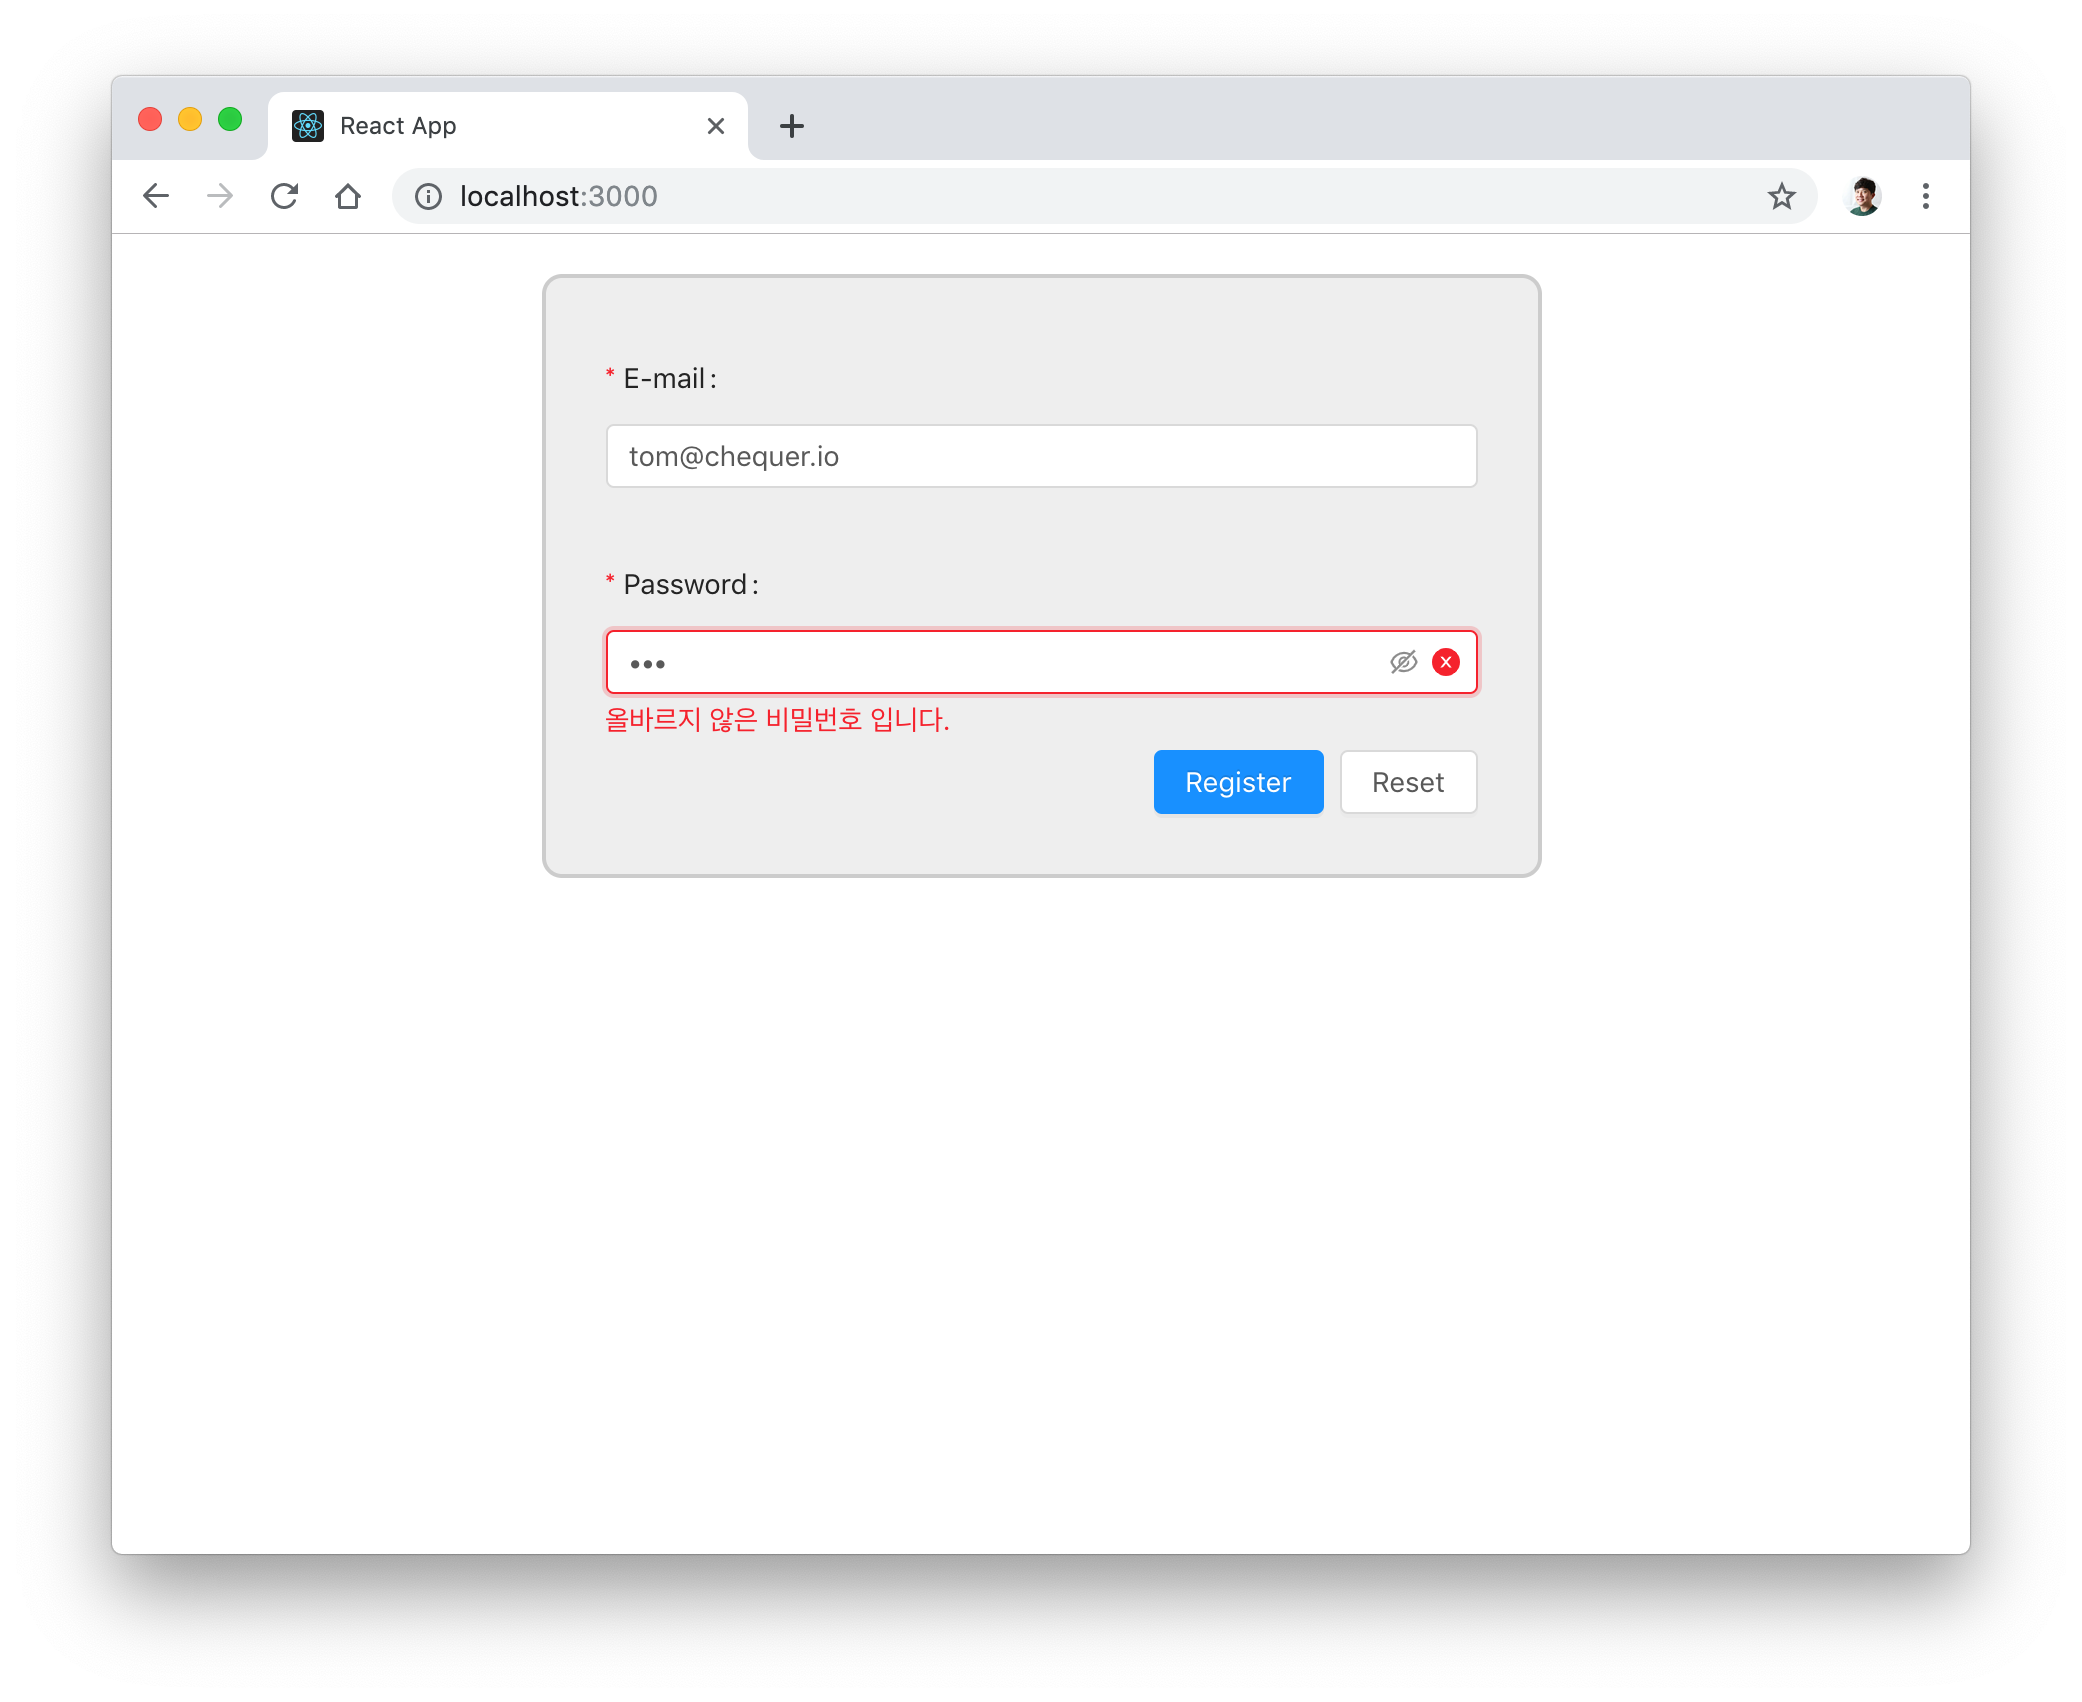 React App
localhost:3000
* E-mail:
tom@chequer.io
* Password:
•••
올바르지 않은 비밀번호 입니다.
Register Reset